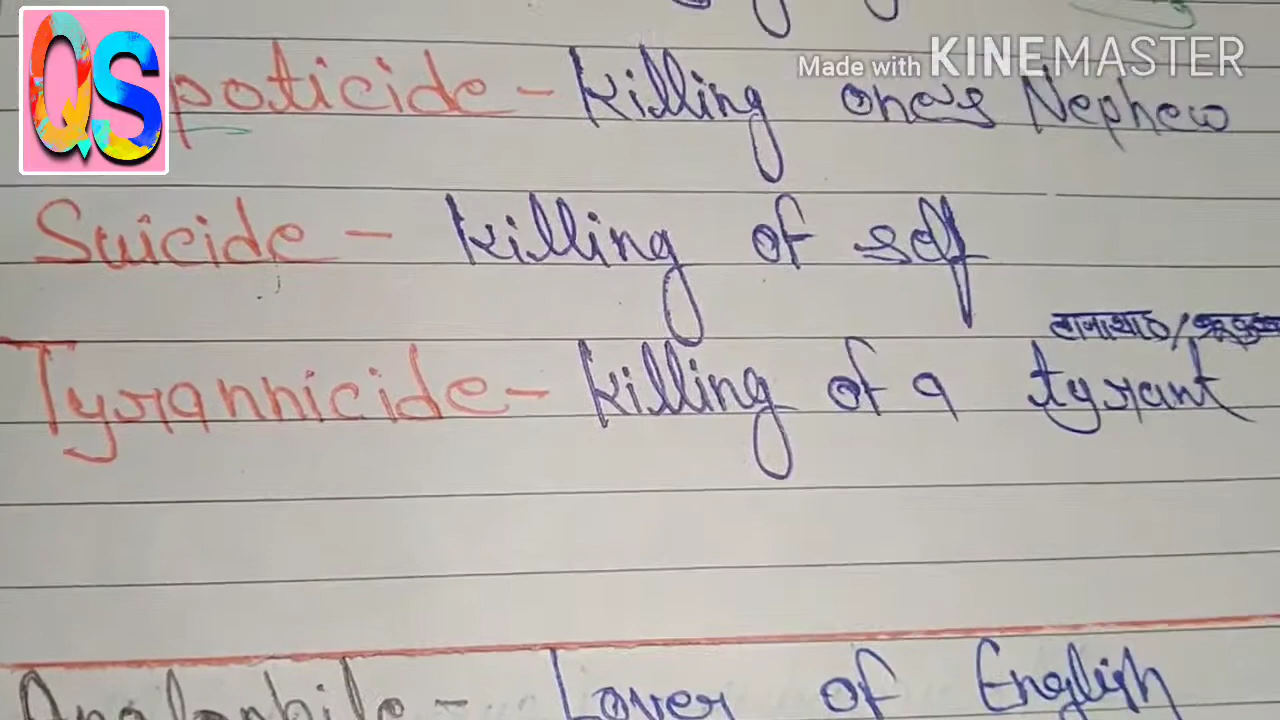 QS
Made with KINEMASTER
poticide - Killing ones Nephew
Suicide - Killing of self
तानाशाह/
Tyrannicide - Killing of a tyrant
Anglophile - Lover of English